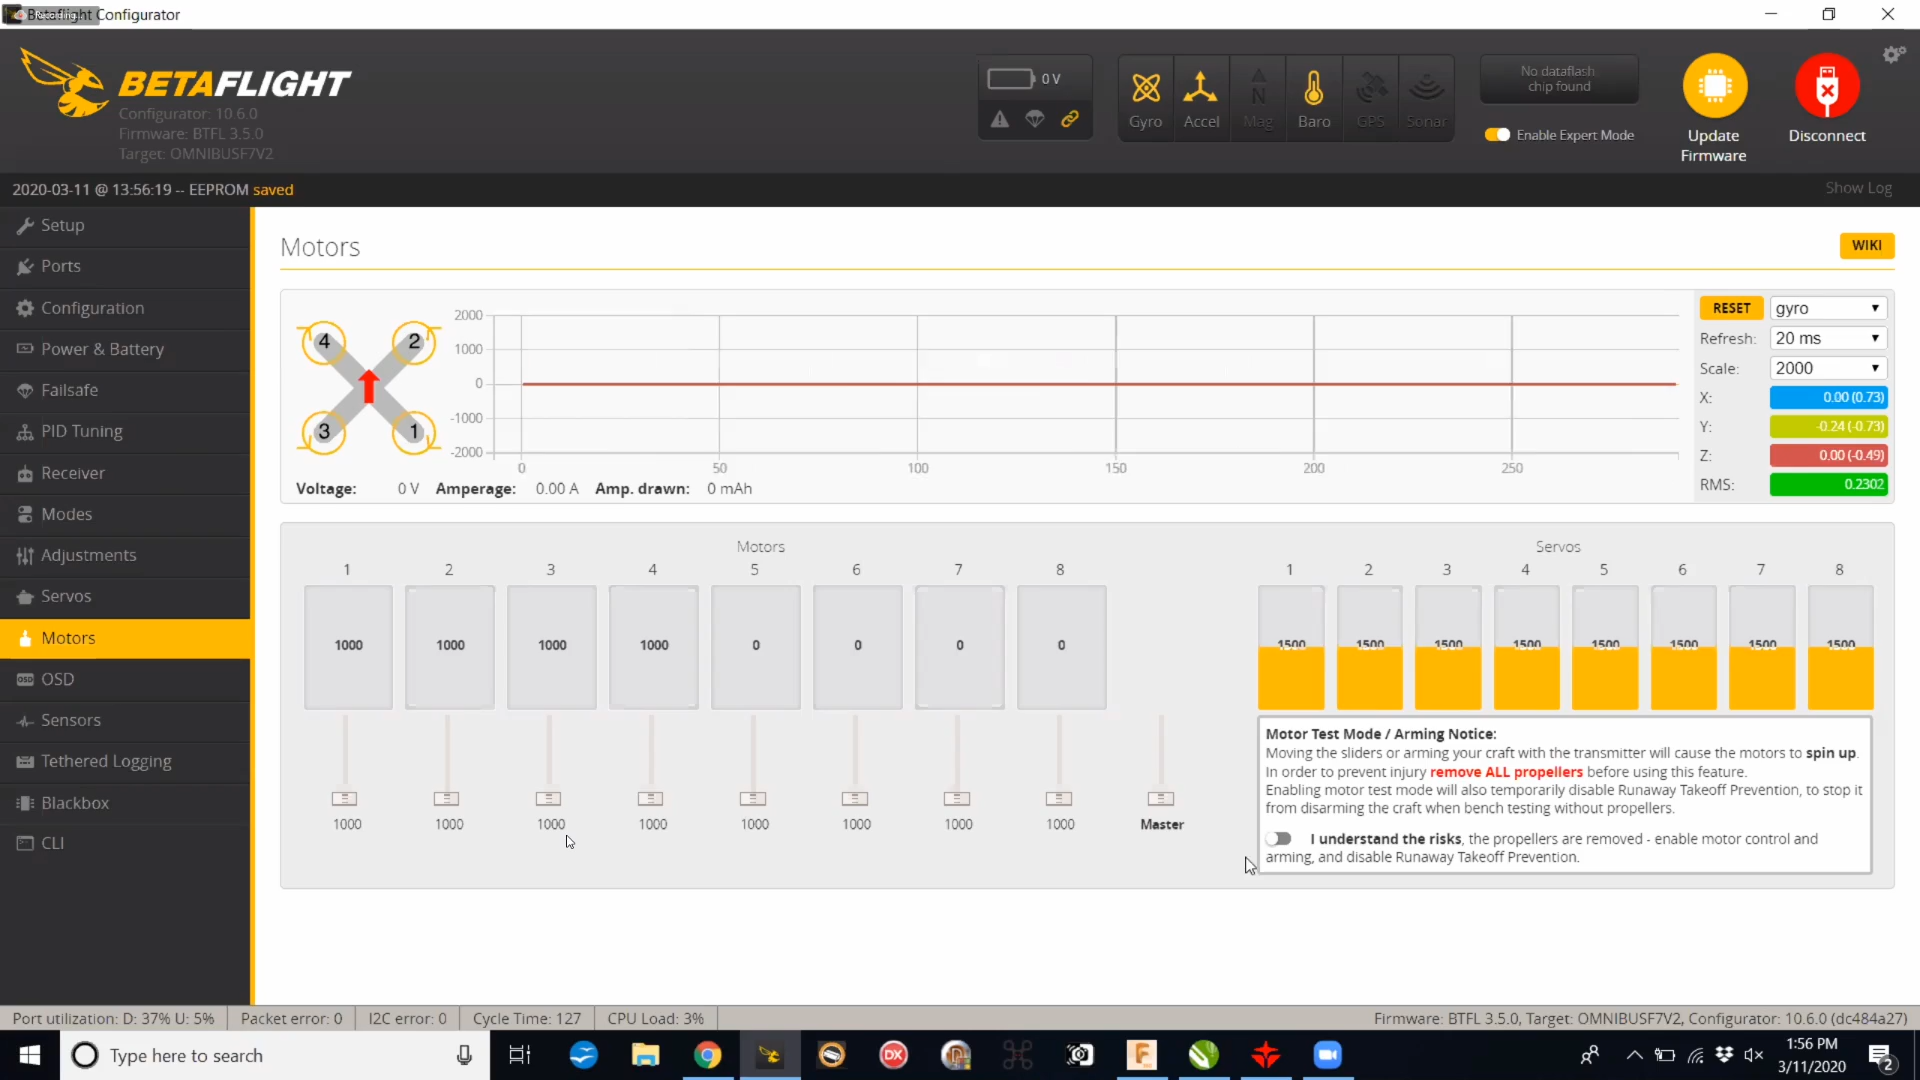 Betaflight Configurator
Recording...
BETAFLIGHT
Configurator: 10.6.0
Firmware: BTFL 3.5.0
Target: OMNIBUSF7V2
0 V
Gyro
Accel
Mag
Baro
GPS
Sonar
No dataflash
chip found
Enable Expert Mode
Update
Firmware
Disconnect
2020-03-11 @ 13:56:19 -- EEPROM saved
Show Log
Setup
Ports
Configuration
Power & Battery
Failsafe
PID Tuning
Receiver
Modes
Adjustments
Servos
Motors
OSD
Sensors
Tethered Logging
Blackbox
CLI
Motors
WIKI
4
2
3
1
2000
1000
0
-1000
-2000
0 50 100 150 200 250
Voltage: 0 V Amperage: 0.00 A Amp. drawn: 0 mAh
RESET gyro
Refresh: 20 ms
Scale: 2000
X: 0.00 (0.73)
Y: -0.24 (-0.73)
Z: 0.00 (-0.49)
RMS: 0.2302
Motors
1 2 3 4 5 6 7 8
1000 1000 1000 1000 0 0 0 0
1000 1000 1000 1000 1000 1000 1000 1000 Master
Servos
1 2 3 4 5 6 7 8
1500 1500 1500 1500 1500 1500 1500 1500
Motor Test Mode / Arming Notice:
Moving the sliders or arming your craft with the transmitter will cause the motors to spin up.
In order to prevent injury remove ALL propellers before using this feature.
Enabling motor test mode will also temporarily disable Runaway Takeoff Prevention, to stop it
from disarming the craft when bench testing without propellers.
I understand the risks, the propellers are removed - enable motor control and
arming, and disable Runaway Takeoff Prevention.
Port utilization: D: 37% U: 5%
Packet error: 0
I2C error: 0
Cycle Time: 127
CPU Load: 3%
Firmware: BTFL 3.5.0, Target: OMNIBUSF7V2, Configurator: 10.6.0 (dc484a27)
Type here to search
DX
F
1:56 PM
3/11/2020
2